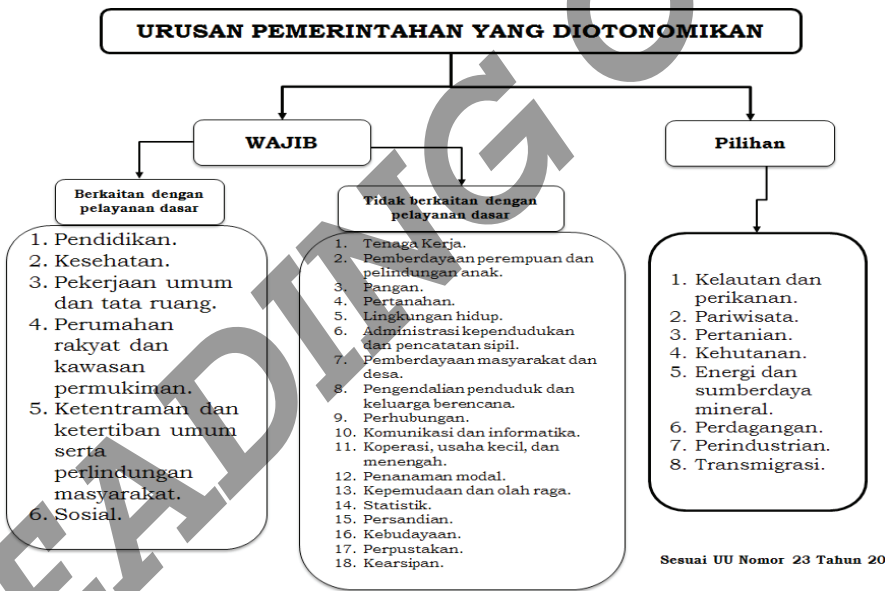 URUSAN PEMERINTAHAN YANG DIOTONOMIKAN
WAJIB
Pilihan
Berkaitan dengan
pelayanan dasar
Tidak berkaitan dengan
pelayanan dasar
1. Pendidikan.
2. Kesehatan.
3. Pekerjaan umum
dan tata ruang.
4. Perumahan
rakyat dan
kawasan
permukiman.
5. Ketentraman dan
ketertiban umum
serta
perlindungan
masyarakat.
6. Sosial.
1. Tenaga Kerja.
2. Pemberdayaan perempuan dan
pelindungan anak.
3. Pangan.
4. Pertanahan.
5. Lingkungan hidup.
6. Administrasi kependudukan
dan pencatatan sipil.
7. Pemberdayaan masyarakat dan
desa.
8. Pengendalian penduduk dan
keluarga berencana.
9. Perhubungan.
10. Komunikasi dan informatika.
11. Koperasi, usaha kecil, dan
menengah.
12. Penanaman modal.
13. Kepemudaan dan olah raga.
14. Statistik.
15. Persandian.
16. Kebudayaan.
17. Perpustakan.
18. Kearsipan.
1. Kelautan dan
perikanan.
2. Pariwisata.
3. Pertanian.
4. Kehutanan.
5. Energi dan
sumberdaya
mineral.
6. Perdagangan.
7. Perindustrian.
8. Transmigrasi.
Sesuai UU Nomor 23 Tahun 20
EADING C